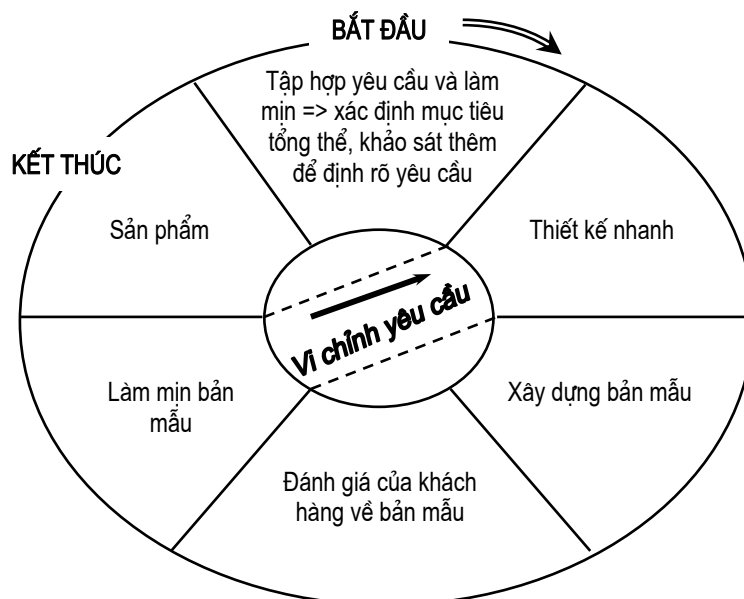 BẮT ĐẦU
Tập hợp yêu cầu và làm
mịn => xác định mục tiêu
tổng thể, khảo sát thêm
để định rõ yêu cầu
KẾT THÚC
Sản phẩm
Thiết kế nhanh
Vi chỉnh yêu cầu
Làm mịn bản
mẫu
Xây dựng bản mẫu
Đánh giá của khách
hàng về bản mẫu